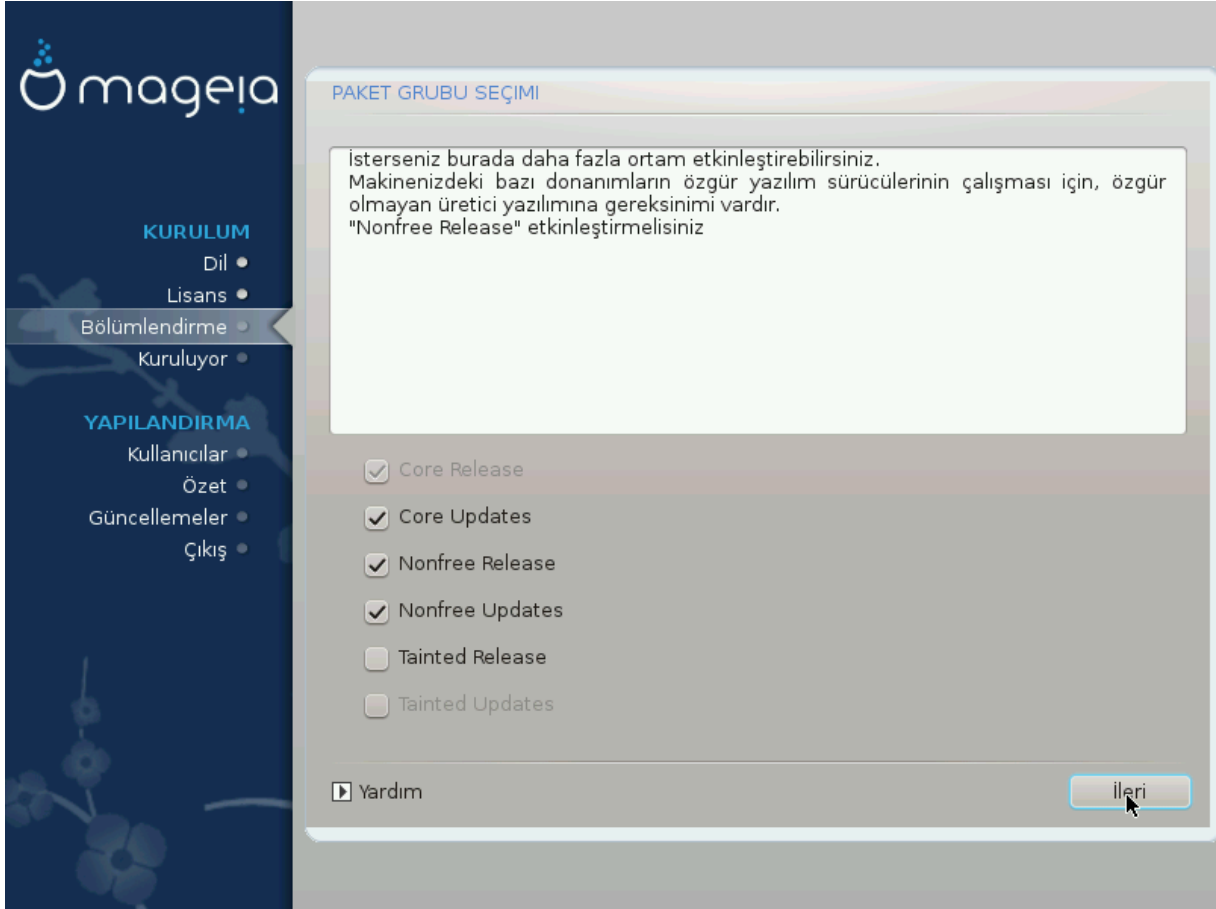 mageia
KURULUM
Dil
Lisans
Bölümlendirme
Kuruluyor
YAPILANDIRMA
Kullanıcılar
Özet
Güncellemeler
Çıkış
PAKET GRUBU SEÇIMI
İsterseniz burada daha fazla ortam etkinleştirebilirsiniz.
Makinenizdeki bazı donanımların özgür yazılım sürücülerinin çalışması için, özgür
olmayan üretici yazılımına gereksinimi vardır.
"Nonfree Release" etkinleştirmelisiniz
Core Release
Core Updates
Nonfree Release
Nonfree Updates
Tainted Release
Tainted Updates
Yardım
İleri